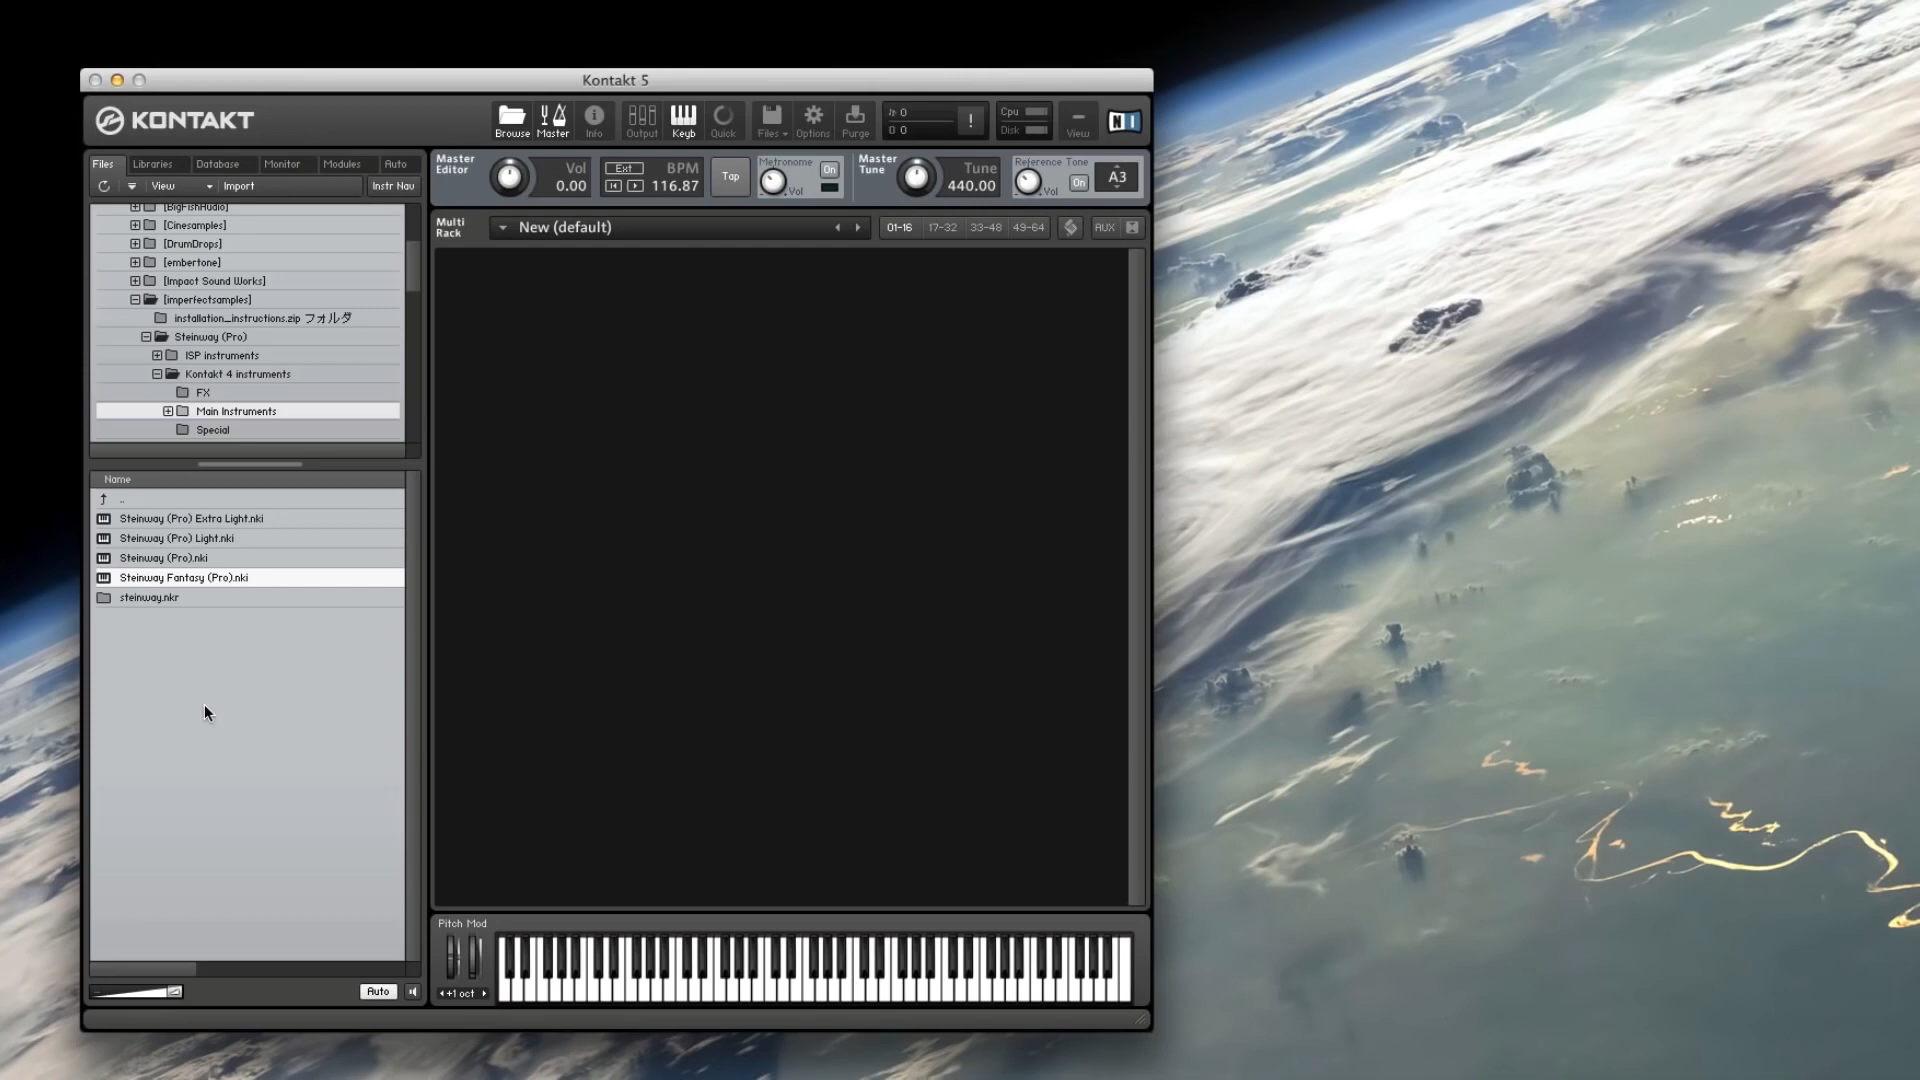 Kontakt 5
KONTAKT
Browse Master Info Output Keyb Quick Files Options Purge
0
0 0
!
Cpu
Disk
View
NI
Files Libraries Database Monitor Modules Auto
View Import Instr Nav
Master Editor
Vol
0.00
Ext BPM
116.87
Tap
Metronome On
Vol
Master Tune
Tune
440.00
Reference Tone
Vol On
A3
Multi Rack
New (default)
01-16 17-32 33-48 49-64
AUX
[BigFishAudio]
[Cinesamples]
[DrumDrops]
[embertone]
[Impact Sound Works]
[imperfectsamples]
installation_instructions.zip フォルダ
Steinway (Pro)
ISP instruments
Kontakt 4 instruments
FX
Main Instruments
Special
Name
..
Steinway (Pro) Extra Light.nki
Steinway (Pro) Light.nki
Steinway (Pro).nki
Steinway Fantasy (Pro).nki
steinway.nkr
Auto
Pitch Mod
+1 oct